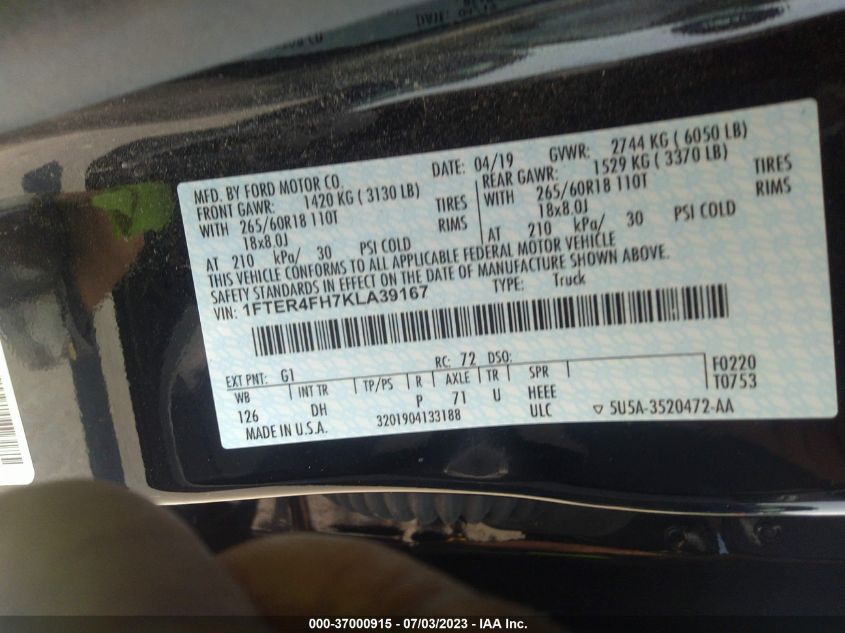 MFD. BY FORD MOTOR CO.
DATE: 04/19 GVWR: 2744 KG ( 6050 LB)
FRONT GAWR: 1420 KG ( 3130 LB) REAR GAWR: 1529 KG ( 3370 LB)
WITH 265/60R18 110T TIRES WITH 265/60R18 110T TIRES
18x8.0J RIMS 18x8.0J RIMS
AT 210 kPa/ 30 PSI COLD AT 210 kPa/ 30 PSI COLD
THIS VEHICLE CONFORMS TO ALL APPLICABLE FEDERAL MOTOR VEHICLE
SAFETY STANDARDS IN EFFECT ON THE DATE OF MANUFACTURE SHOWN ABOVE.
VIN: 1FTER4FH7KLA39167 TYPE: Truck
EXT PNT: G1 RC: 72 DSO: F0220
WB INT TR TP/PS R AXLE TR SPR T0753
126 DH P 71 U HEEE
MADE IN U.S.A. 3201904133188 ULC ▽ 5U5A-3520472-AA
000-37000915 - 07/03/2023 - IAA Inc.